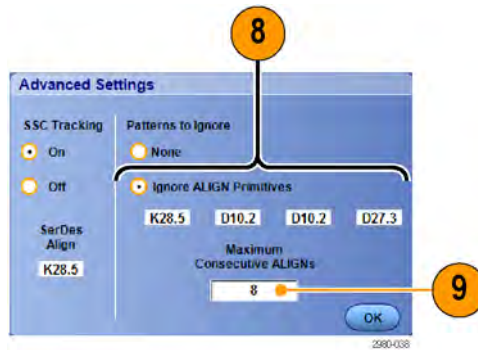 8
Advanced Settings
SSC Tracking
Patterns to Ignore
On
None
Off
Ignore ALIGN Primitives
K28.5 D10.2 D10.2 D27.3
SerDes
Align
K28.5
Maximum
Consecutive ALIGNs
8
9
OK
2980-038